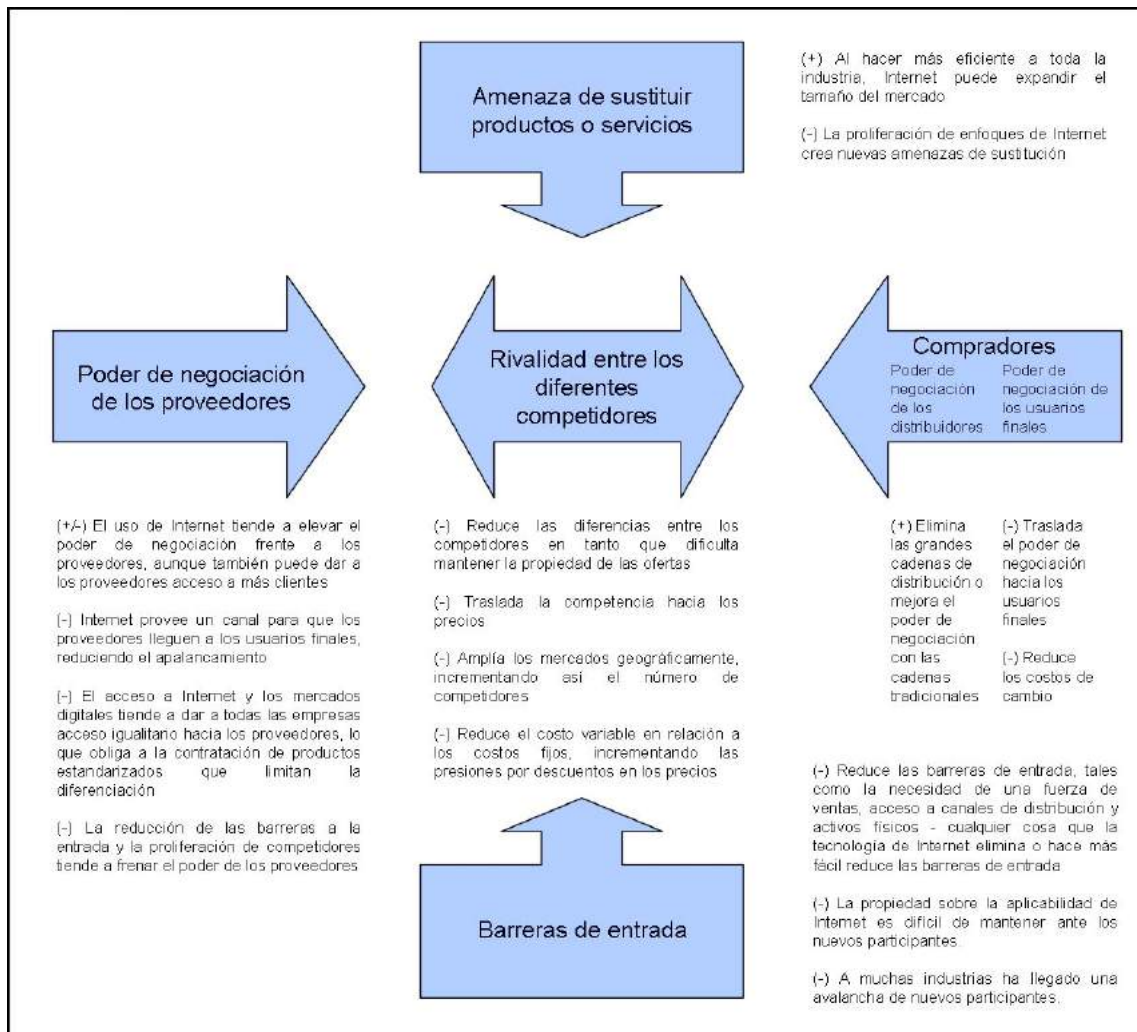 Amenaza de sustituir
productos o servicios
(+) Al hacer más eficiente a toda la
industria, Internet puede expandir el
tamaño del mercado
(-) La proliferación de enfoques de Internet
crea nuevas amenazas de sustitución
Poder de negociación
de los proveedores
Rivalidad entre los
diferentes
competidores
Compradores
Poder de
negociación
de los
distribuidores
Poder de
negociación de
los usuarios
finales
(+/-) El uso de Internet tiende a elevar el
poder de negociación frente a los
proveedores, aunque también puede dar
a los proveedores acceso a más clientes
(-) Internet provee un canal para que los
proveedores lleguen a los usuarios finales,
reduciendo el apalancamiento
(-) El acceso a Internet y los mercados
digitales tiende a dar a todas las empresas
acceso igualitario hacia los proveedores, lo
que obliga a la contratación de productos
estandarizados que limitan la
diferenciación
(-) La reducción de las barreras a la
entrada y la proliferación de competidores
tiende a frenar el poder de los proveedores
(-) Reduce las diferencias entre los
competidores en tanto que dificulta
mantener la propiedad de las ofertas
(-) Traslada la competencia hacia los
precios
(-) Amplía los mercados geográficamente,
incrementando así el número de
competidores
(-) Reduce el costo variable en relación a
los costos fijos, incrementando las
presiones por descuentos en los precios
(+) Elimina
las grandes
cadenas de
distribución o
mejora el
poder de
negociación
con las
cadenas
tradicionales
(-) Traslada
el poder de
negociación
hacia los
usuarios
finales
(-) Reduce
los costos de
cambio
Barreras de entrada
(-) Reduce las barreras de entrada, tales
como la necesidad de una fuerza de
ventas, acceso a canales de distribución y
activos físicos - cualquier cosa que la
tecnología de Internet elimina o hace más
fácil reduce las barreras de entrada
(-) La propiedad sobre la aplicabilidad de
Internet es difícil de mantener ante los
nuevos participantes.
(-) A muchas industrias ha llegado una
avalancha de nuevos participantes.